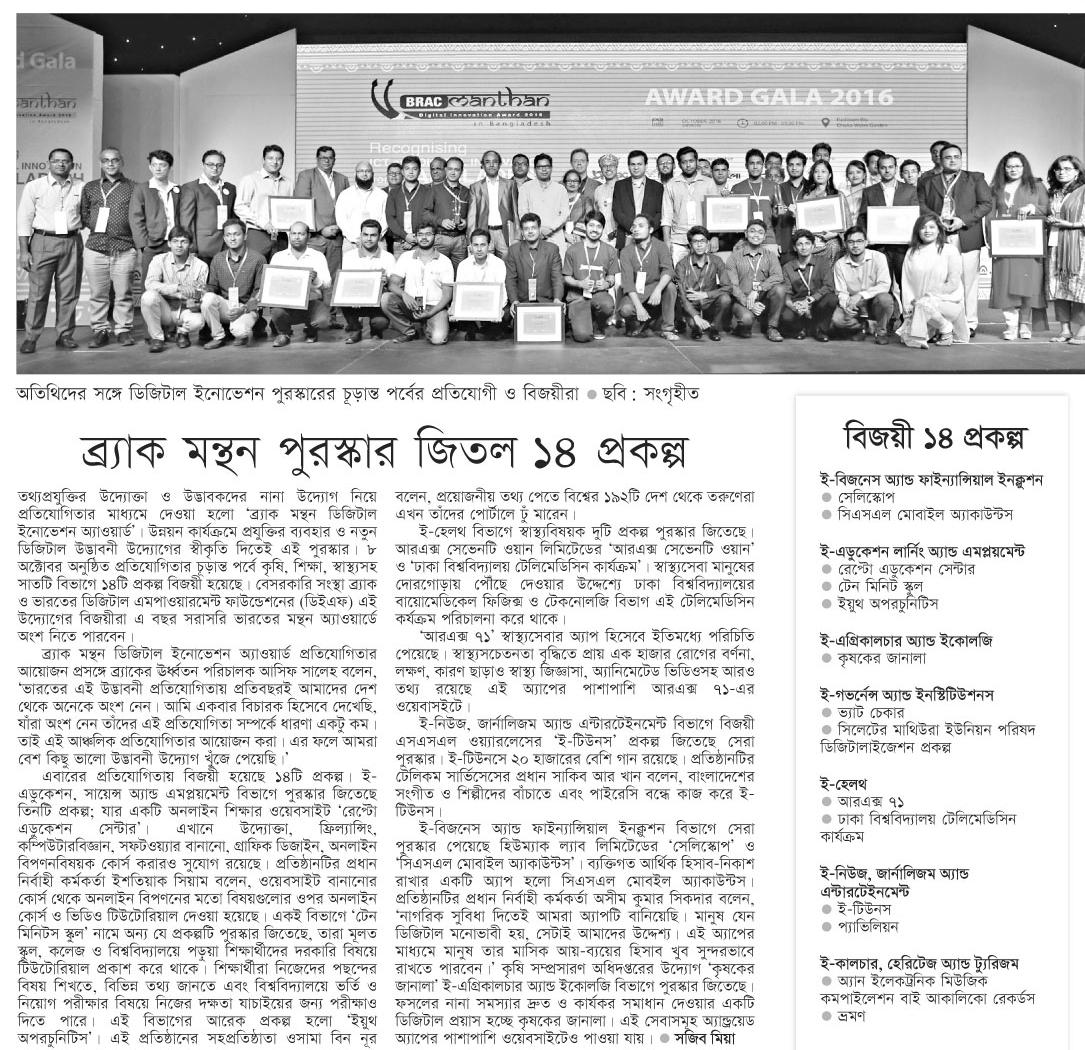 d Gala
manthan
BRAC manthan
Digital Innovation Award 2016
in Bangladesh
AWARD GALA 2016
Recognising
অতিথিদের সঙ্গে ডিজিটাল ইনোভেশন পুরস্কারের চূড়ান্ত পর্বের প্রতিযোগী ও বিজয়ীরা ● ছবি : সংগৃহীত
ব্র্যাক মন্থন পুরস্কার জিতল ১৪ প্রকল্প
তথ্যপ্রযুক্তির উদ্যোক্তা ও উদ্ভাবকদের নানা উদ্যোগ নিয়ে
প্রতিযোগিতার মাধ্যমে দেওয়া হলো ‘ব্র্যাক মন্থন ডিজিটাল
ইনোভেশন অ্যাওয়ার্ড’। উন্নয়ন কার্যক্রমে প্রযুক্তির ব্যবহার ও নতুন
ডিজিটাল উদ্ভাবনী উদ্যোগের স্বীকৃতি দিতেই এই পুরস্কার। ৮
অক্টোবর অনুষ্ঠিত প্রতিযোগিতার চূড়ান্ত পর্বে কৃষি, শিক্ষা, স্বাস্থ্যসহ
সাতটি বিভাগে ১৪টি প্রকল্প বিজয়ী হয়েছে। বেসরকারি সংস্থা ব্র্যাক
ও ভারতের ডিজিটাল এমপাওয়ারমেন্ট ফাউন্ডেশনের (ডিইএফ) এই
উদ্যোগের বিজয়ীরা এ বছর সরাসরি ভারতের মন্থন অ্যাওয়ার্ডে
অংশ নিতে পারবেন।
ব্র্যাক মন্থন ডিজিটাল ইনোভেশন অ্যাওয়ার্ড প্রতিযোগিতার
আয়োজন প্রসঙ্গে ব্র্যাকের ঊর্ধ্বতন পরিচালক আসিফ সালেহ বলেন,
‘ভারতের এই উদ্ভাবনী প্রতিযোগিতায় প্রতিবছরই আমাদের দেশ
থেকে অনেকে অংশ নেন। আমি একবার বিচারক হিসেবে দেখেছি,
যাঁরা অংশ নেন তাঁদের এই প্রতিযোগিতা সম্পর্কে ধারণা একটু কম।
তাই এই আঞ্চলিক প্রতিযোগিতার আয়োজন করা। এর ফলে আমরা
বেশ কিছু ভালো উদ্ভাবনী উদ্যোগ খুঁজে পেয়েছি।’
এবারের প্রতিযোগিতায় বিজয়ী হয়েছে ১৪টি প্রকল্প। ই-
এডুকেশন, সায়েন্স অ্যান্ড এমপ্লয়মেন্ট বিভাগে পুরস্কার জিতেছে
তিনটি প্রকল্প; যার একটি অনলাইন শিক্ষার ওয়েবসাইট ‘রেপ্টো
এডুকেশন সেন্টার’। এখানে উদ্যোক্তা, ফ্রিল্যান্সিং,
কম্পিউটারবিজ্ঞান, সফটওয়্যার বানানো, গ্রাফিক ডিজাইন, অনলাইন
বিপণনবিষয়ক কোর্স করারও সুযোগ রয়েছে। প্রতিষ্ঠানটির প্রধান
নির্বাহী কর্মকর্তা ইশতিয়াক সিয়াম বলেন, ওয়েবসাইট বানানোর
কোর্স থেকে অনলাইন বিপণনের মতো বিষয়গুলোর ওপর অনলাইন
কোর্স ও ভিডিও টিউটোরিয়াল দেওয়া হয়েছে। একই বিভাগে ‘টেন
মিনিটস স্কুল’ নামে অন্য যে প্রকল্পটি পুরস্কার জিতেছে, তারা মূলত
স্কুল, কলেজ ও বিশ্ববিদ্যালয়ে পড়ুয়া শিক্ষার্থীদের দরকারি বিষয়ে
টিউটোরিয়াল প্রকাশ করে থাকে। শিক্ষার্থীরা নিজেদের পছন্দের
বিষয় শিখতে, বিভিন্ন তথ্য জানতে এবং বিশ্ববিদ্যালয়ে ভর্তি ও
নিয়োগ পরীক্ষার বিষয়ে নিজের দক্ষতা যাচাইয়ের জন্য পরীক্ষাও
দিতে পারে। এই বিভাগের আরেক প্রকল্প হলো ‘ইয়ুথ
অপরচুনিটিস’। এই প্রতিষ্ঠানের সহপ্রতিষ্ঠাতা ওসামা বিন নূর
বলেন, প্রয়োজনীয় তথ্য পেতে বিশ্বের ১৯২টি দেশ থেকে তরুণেরা
এখন তাঁদের পোর্টালে ঢুঁ মারেন।
ই-হেলথ বিভাগে স্বাস্থ্যবিষয়ক দুটি প্রকল্প পুরস্কার জিতেছে।
আরএক্স সেভেনটি ওয়ান লিমিটেডের ‘আরএক্স সেভেনটি ওয়ান’
ও ‘ঢাকা বিশ্ববিদ্যালয় টেলিমেডিসিন কার্যক্রম’। স্বাস্থ্যসেবা মানুষের
দোরগোড়ায় পৌঁছে দেওয়ার উদ্দেশ্যে ঢাকা বিশ্ববিদ্যালয়ের
বায়োমেডিকেল ফিজিক্স ও টেকনোলজি বিভাগ এই টেলিমেডিসিন
কর্যক্রম পরিচালনা করে থাকে।
‘আরএক্স ৭১’ স্বাস্থ্যসেবার অ্যাপ হিসেবে ইতিমধ্যে পরিচিতি
পেয়েছে। স্বাস্থ্যসচেতনতা বৃদ্ধিতে প্রায় এক হাজার রোগের বর্ণনা,
লক্ষণ, কারণ ছাড়াও স্বাস্থ্য জিজ্ঞাসা, অ্যানিমেটেড ভিডিওসহ আরও
তথ্য রয়েছে এই অ্যাপের পাশাপাশি আরএক্স ৭১-এর
ওয়েবসাইটে।
ই-নিউজ, জার্নালিজম অ্যান্ড এন্টারটেইনমেন্ট বিভাগে বিজয়ী
এসএসএল ওয়্যারলেসের ‘ই-টিউনস’ প্রকল্প জিতেছে সেরা
পুরস্কার। ই-টিউনসে ২০ হাজারের বেশি গান রয়েছে। প্রতিষ্ঠানটির
টেলিকম সার্ভিসেসের প্রধান সাকিব আর খান বলেন, বাংলাদেশের
সংগীত ও শিল্পীদের বাঁচাতে এবং পাইরেসি বন্ধে কাজ করে ই-
টিউনস।
ই-বিজনেস অ্যান্ড ফাইন্যান্সিয়াল ইনক্লুশন বিভাগে সেরা
পুরস্কার পেয়েছে হিউম্যাক ল্যাব লিমিটেডের ‘সেলিস্কোপ’ ও
‘সিএসএল মোবাইল অ্যাকাউন্টস’। ব্যক্তিগত আর্থিক হিসাব-নিকাশ
রাখার একটি অ্যাপ হলো সিএসএল মোবইল অ্যাকাউন্টস।
প্রতিষ্ঠানটির প্রধান নির্বাহী কর্মকর্তা অসীম কুমার সিকদার বলেন,
‘নাগরিক সুবিধা দিতেই আমরা অ্যাপটি বানিয়েছি। মানুষ যেন
ডিজিটাল মনোভাবী হয়, সেটাই আমাদের উদ্দেশ্য। এই অ্যাপের
মাধ্যমে মানুষ তার মাসিক আয়-ব্যয়ের হিসাব খুব সুন্দরভাবে
রাখতে পারবেন।’ কৃষি সম্প্রসারণ অধিদপ্তরের উদ্যোগ ‘কৃষকের
জানালা’ ই-এগ্রিকালচার অ্যান্ড ইকোলজি বিভাগে পুরস্কার জিতেছে।
ফসলের নানা সমস্যার দ্রুত ও কার্যকর সমাধান দেওয়ার একটি
ডিজিটাল প্রয়াস হচ্ছে কৃষকের জানালা। এই সেবাসমূহ অ্যান্ড্রয়েড
অ্যাপের পাশাপাশি ওয়েবসাইটেও পাওয়া যায়। ● সজিব মিয়া
বিজয়ী ১৪ প্রকল্প
ই-বিজনেস অ্যান্ড ফাইন্যান্সিয়াল ইনক্লুশন
● সেলিস্কোপ
● সিএসএল মোবাইল অ্যাকাউন্টস
ই-এডুকেশন লার্নিং অ্যান্ড এমপ্লয়মেন্ট
● রেপ্টো এডুকেশন সেন্টার
● টেন মিনিট স্কুল
● ইয়ুথ অপরচুনিটিস
ই-এগ্রিকালচার অ্যান্ড ইকোলজি
● কৃষকের জানালা
ই-গভর্নেন্স অ্যান্ড ইনস্টিটিউশনস
● ভ্যাট চেকার
● সিলেটের মাথিউরা ইউনিয়ন পরিষদ
ডিজিটালাইজেশন প্রকল্প
ই-হেলথ
● আরএক্স ৭১
● ঢাকা বিশ্ববিদ্যালয় টেলিমেডিসিন
কার্যক্রম
ই-নিউজ, জার্নালিজম অ্যান্ড
এন্টারটেইনমেন্ট
● ই-টিউনস
● প্যাভিলিয়ন
ই-কালচার, হেরিটেজ অ্যান্ড ট্যুরিজম
● অ্যান ইলেকট্রনিক মিউজিক
কমপাইলেশন বাই আকালিকো রেকর্ডস
● ভ্রমণ